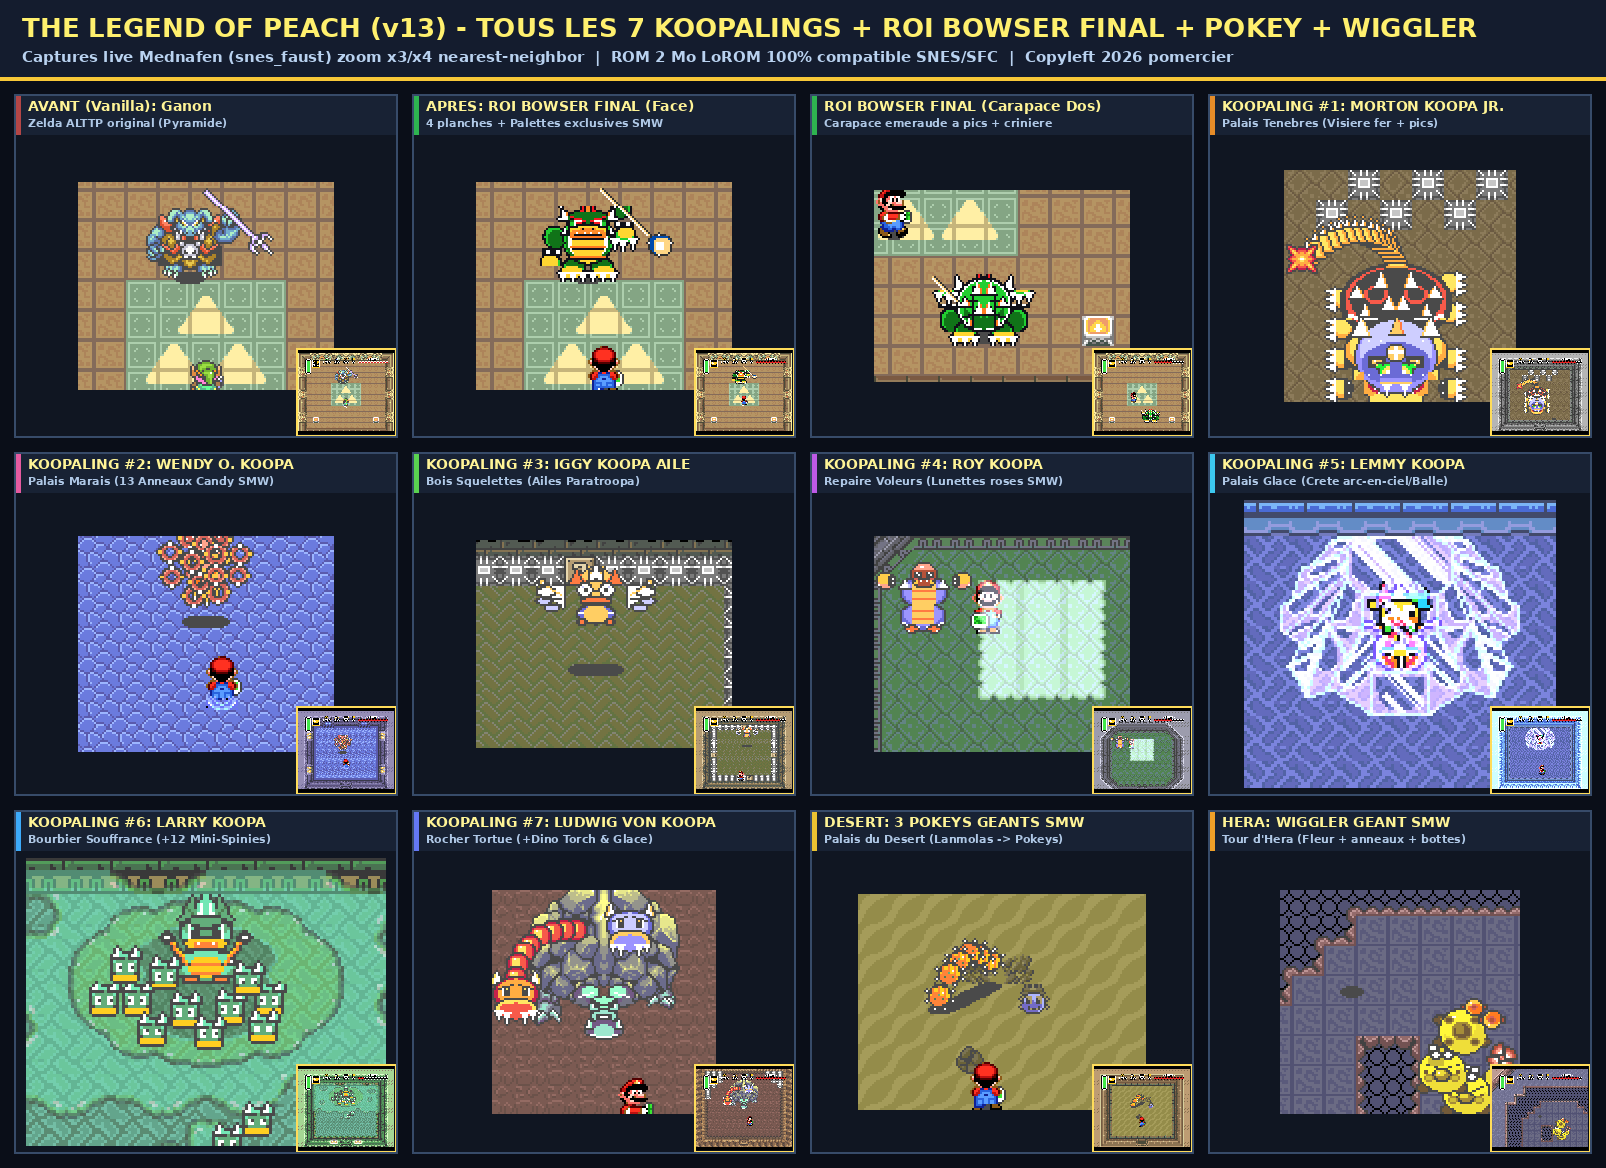 THE LEGEND OF PEACH (v13) - TOUS LES 7 KOOPALINGS + ROI BOWSER FINAL + POKEY + WIGGLER
Captures live Mednafen (snes_faust) zoom x3/x4 nearest-neighbor | ROM 2 Mo LoROM 100% compatible SNES/SFC | Copyleft 2026 pomercier
AVANT (Vanilla): Ganon
Zelda ALTTP original (Pyramide)
APRES: ROI BOWSER FINAL (Face)
4 planches + Palettes exclusives SMW
ROI BOWSER FINAL (Carapace Dos)
Carapace emeraude a pics + criniere
KOOPALING #1: MORTON KOOPA JR.
Palais Tenebres (Visiere fer + pics)
KOOPALING #2: WENDY O. KOOPA
Palais Marais (13 Anneaux Candy SMW)
KOOPALING #3: IGGY KOOPA AILE
Bois Squelettes (Ailes Paratroopa)
KOOPALING #4: ROY KOOPA
Repaire Voleurs (Lunettes roses SMW)
KOOPALING #5: LEMMY KOOPA
Palais Glace (Crete arc-en-ciel/Balle)
KOOPALING #6: LARRY KOOPA
Bourbier Souffrance (+12 Mini-Spinies)
KOOPALING #7: LUDWIG VON KOOPA
Rocher Tortue (+Dino Torch & Glace)
DESERT: 3 POKEYS GEANTS SMW
Palais du Desert (Lanmolas -> Pokeys)
HERA: WIGGLER GEANT SMW
Tour d'Hera (Fleur + anneaux + bottes)